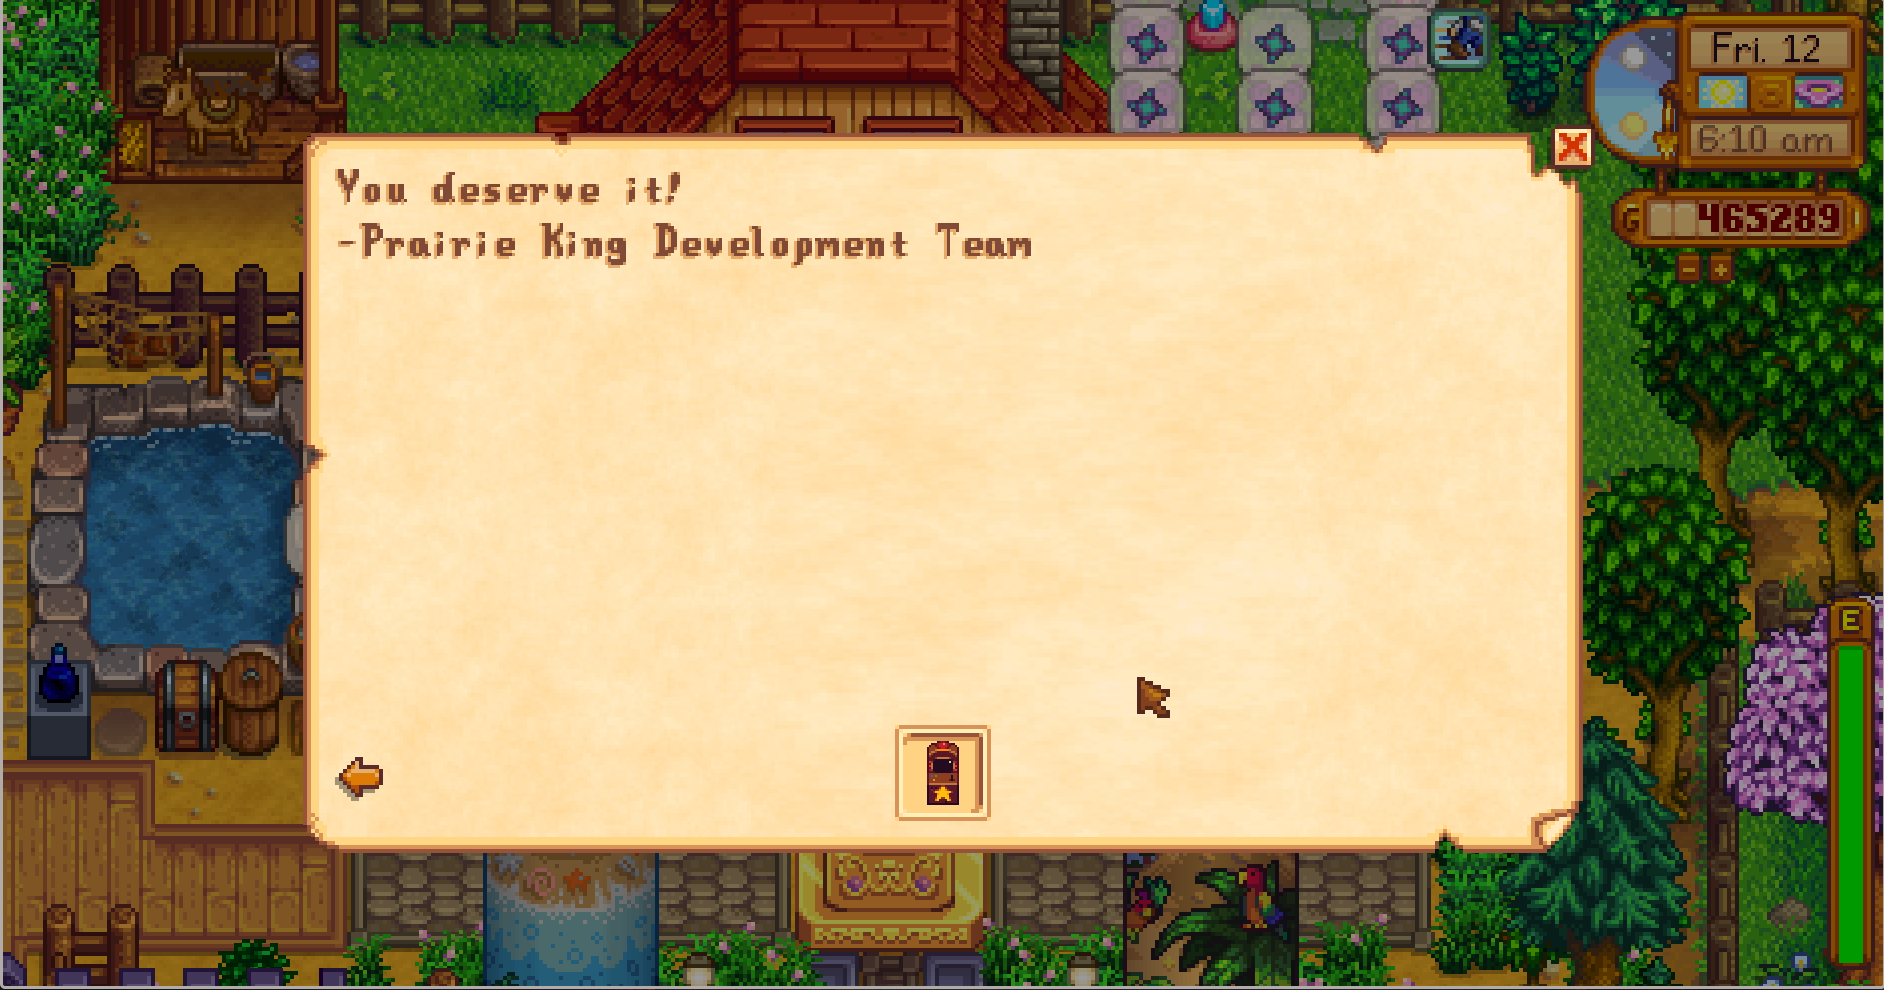 You deserve it!
-Prairie King Development Team
Fri. 12
6:10 am
G 465289
- +
E